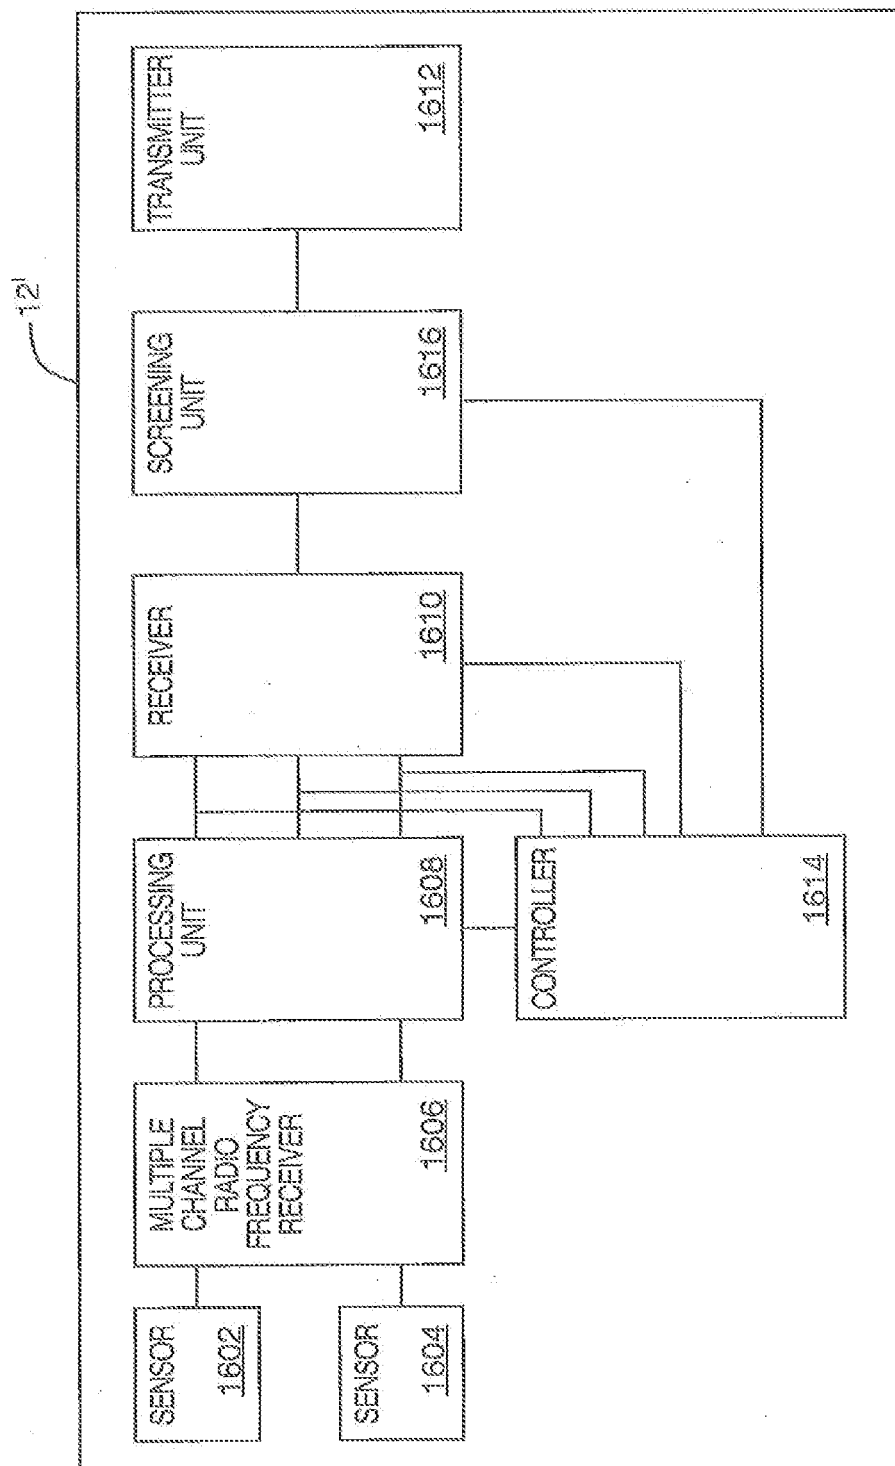 12'
SENSOR
1602
SENSOR
1604
MULTIPLE
CHANNEL
RADIO
FREQUENCY
RECEIVER
1606
PROCESSING
UNIT
1608
CONTROLLER
1614
RECEIVER
1610
SCREENING
UNIT
1616
TRANSMITTER
UNIT
1612